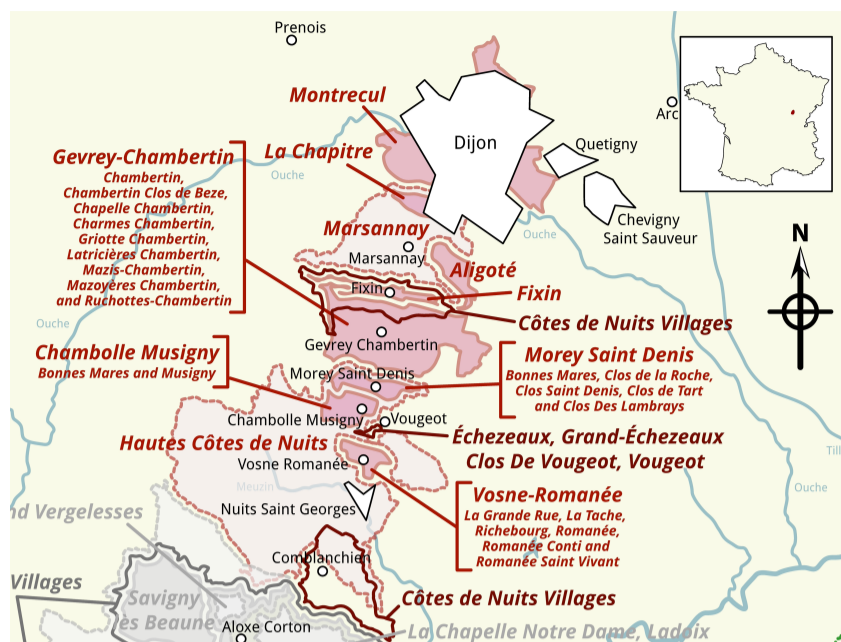 Prenois
Montrecul
Arc
Dijon
Quetigny
Gevrey-Chambertin
Chambertin,
Chambertin Clos de Beze,
Chapelle Chambertin,
Charmes Chambertin,
Griotte Chambertin,
Latricières Chambertin,
Mazis-Chambertin,
Mazoyères Chambertin,
and Ruchottes-Chambertin
La Chapitre
Ouche
Chevigny
Saint Sauveur
Marsannay
Marsannay
Ouche
N
Aligoté
Fixin
Fixin
Ouche
Côtes de Nuits Villages
Gevrey Chambertin
Chambolle Musigny
Bonnes Mares and Musigny
Morey Saint Denis
Bonnes Mares, Clos de la Roche,
Clos Saint Denis, Clos de Tart
and Clos Des Lambrays
Morey Saint Denis
Chambolle Musigny
Vougeot
Hautes Côtes de Nuits
Échezeaux, Grand-Échezeaux
Clos De Vougeot, Vougeot
Vosne Romanée
Till
Meuzin
Ouche
Vosne-Romanée
La Grande Rue, La Tache,
Richebourg, Romanée,
Romanée Conti and
Romanée Saint Vivant
Nuits Saint Georges
nd Vergelesses
Comblanchien
Villages
Savigny
ès Beaune
Côtes de Nuits Villages
Aloxe Corton
La Chapelle Notre Dame, Ladoix